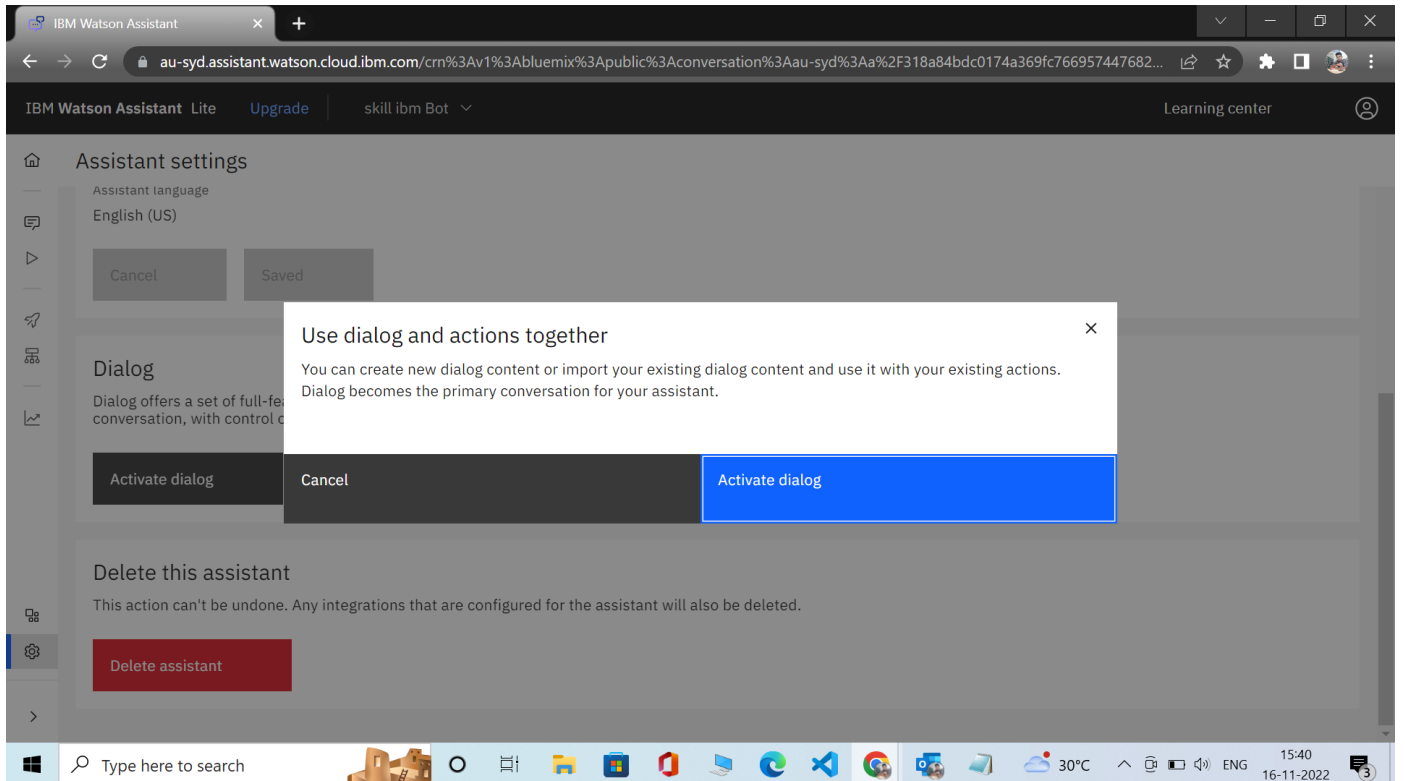 IBM Watson Assistant
au-syd.assistant.watson.cloud.ibm.com/crn%3Av1%3Abluemix%3Apublic%3Aconversation%3Aau-syd%3Aa%2F318a84bdc0174a369fc766957447682...
IBM Watson Assistant Lite Upgrade skill ibm Bot Learning center
Assistant settings
Assistant language
English (US)
Cancel Saved
Use dialog and actions together
You can create new dialog content or import your existing dialog content and use it with your existing actions.
Dialog becomes the primary conversation for your assistant.
Cancel Activate dialog
Dialog
Dialog offers a set of full-fea
conversation, with control o
Activate dialog
Delete this assistant
This action can't be undone. Any integrations that are configured for the assistant will also be deleted.
Delete assistant
Type here to search 30°C ENG 15:40
16-11-2022 3